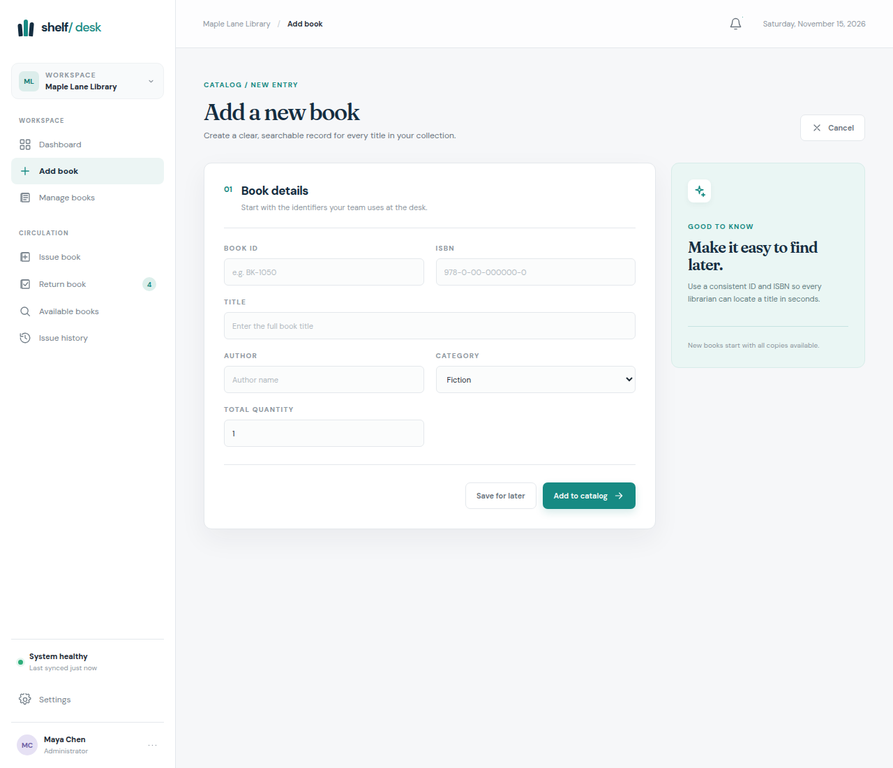 shelf/ desk
ML
WORKSPACE
Maple Lane Library
WORKSPACE
Dashboard
Add book
Manage books
CIRCULATION
Issue book
Return book 4
Available books
Issue history
System healthy
Last synced just now
Settings
MC
Maya Chen
Administrator
Maple Lane Library / Add book
Saturday, November 15, 2026
CATALOG / NEW ENTRY
Add a new book
Create a clear, searchable record for every title in your collection.
Cancel
01 Book details
Start with the identifiers your team uses at the desk.
BOOK ID ISBN
e.g. BK-1050 978-0-00-000000-0
TITLE
Enter the full book title
AUTHOR CATEGORY
Author name Fiction
TOTAL QUANTITY
1
Save for later Add to catalog
GOOD TO KNOW
Make it easy to find
later.
Use a consistent ID and ISBN so every
librarian can locate a title in seconds.
New books start with all copies available.